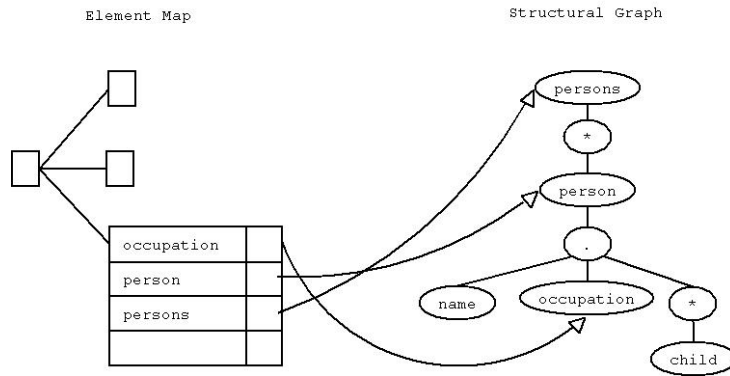 Element Map
Structural Graph
persons
*
person
.
name
occupation
*
child
occupation
person
persons